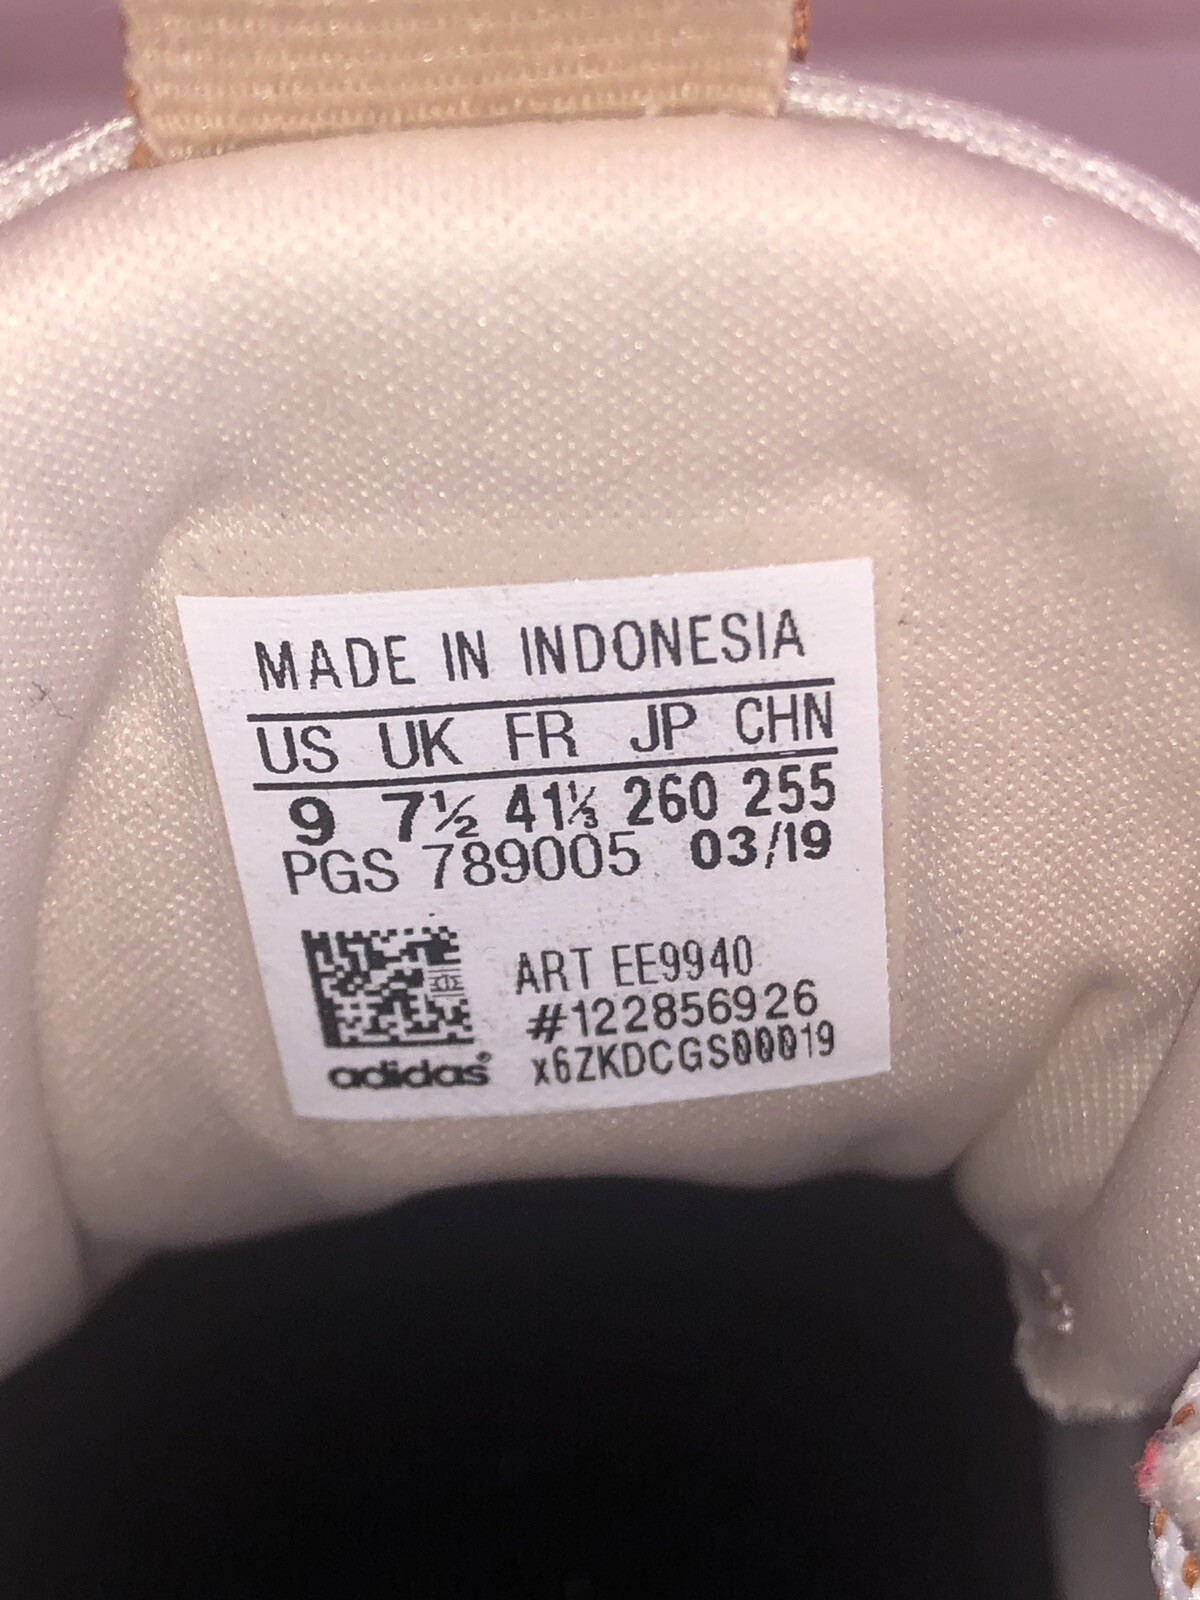 MADE IN INDONESIA
US UK FR JP CHN
9 7½ 41⅓ 260 255
PGS 789005 03/19
ART EE9940
#122856926
x6ZKDCGS00019
adidas®